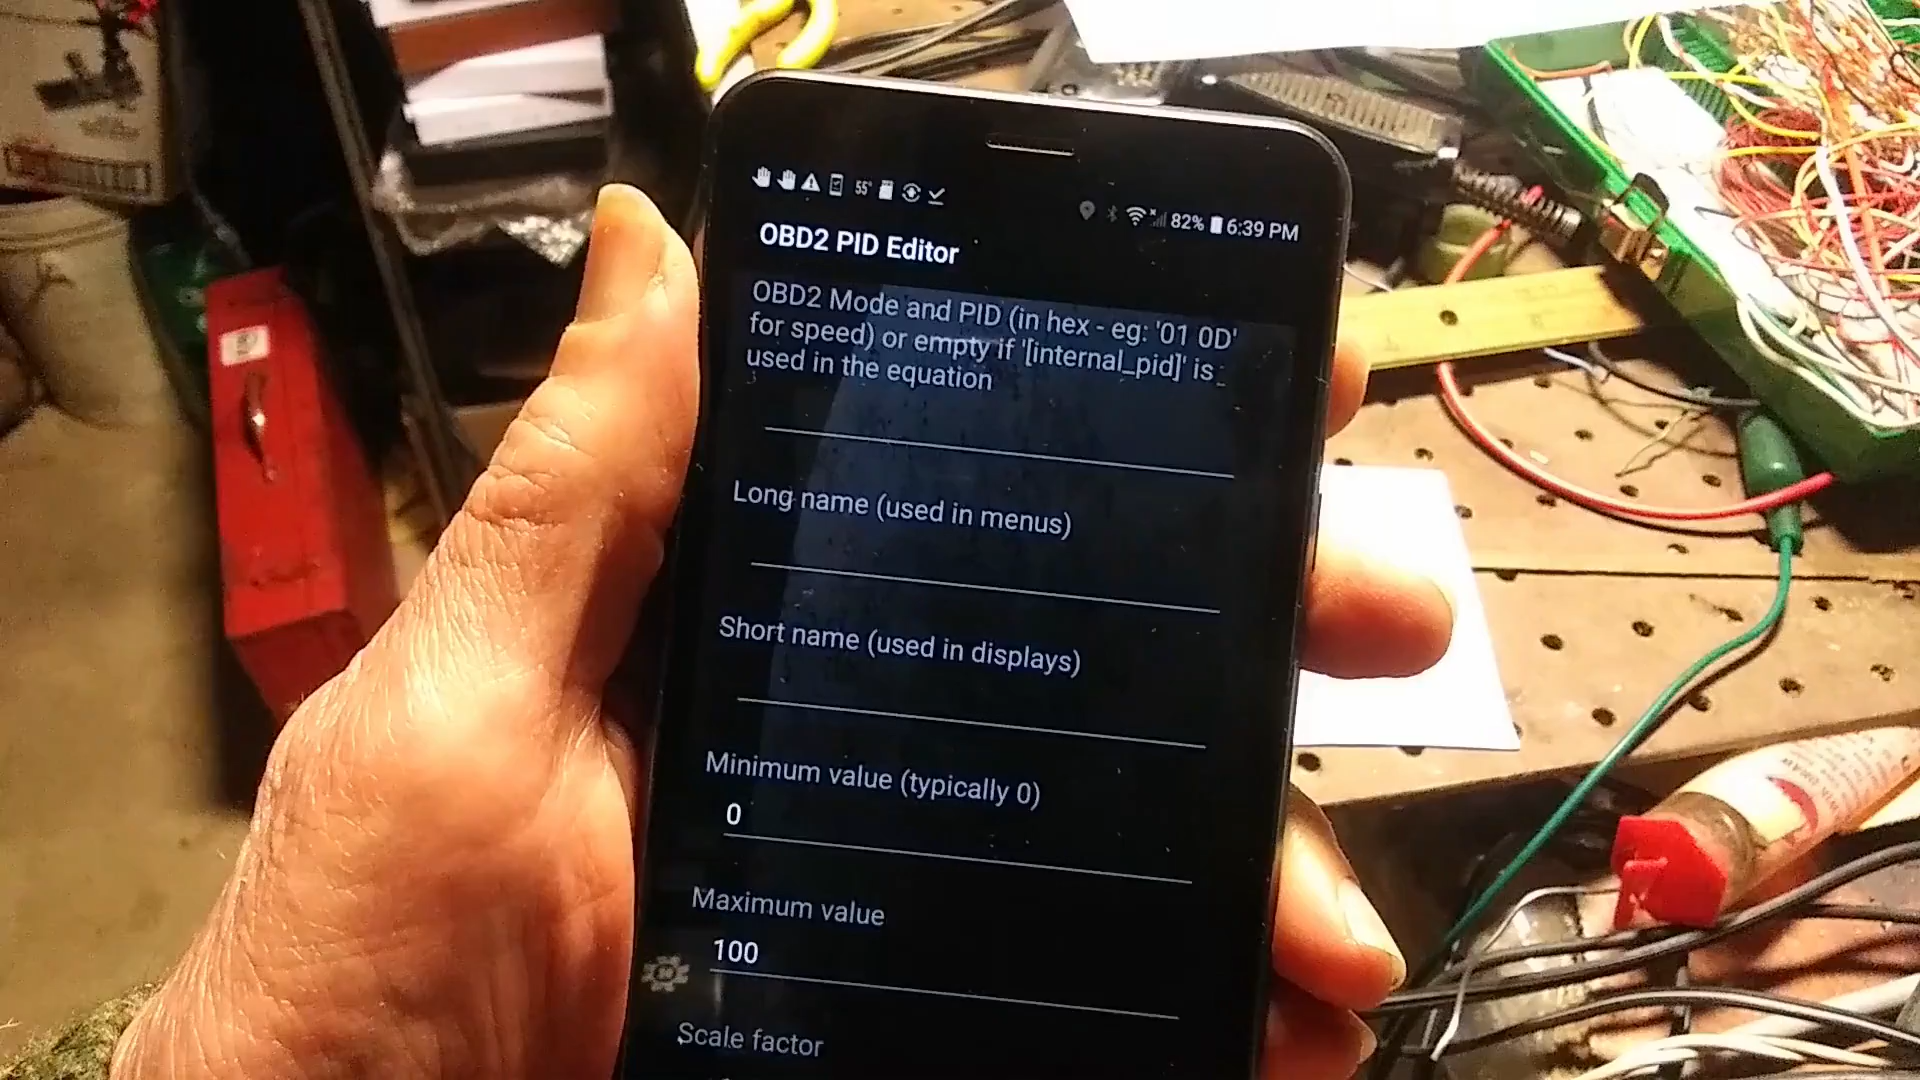 55°
82% 6:39 PM
OBD2 PID Editor
OBD2 Mode and PID (in hex - eg: '01 0D'
for speed) or empty if '[internal_pid]' is
used in the equation
Long name (used in menus)
Short name (used in displays)
Minimum value (typically 0)
0
Maximum value
100
Scale factor